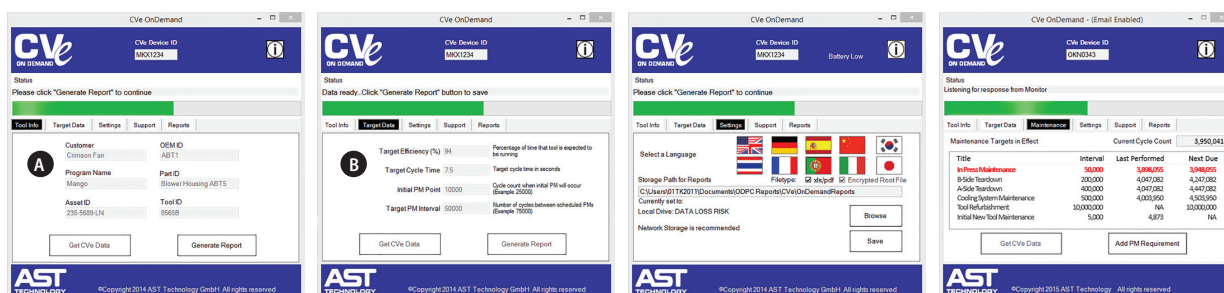 CVe OnDemand
CVe
ON DEMAND
CVe Device ID
MKX1234
Status
Please click "Generate Report" to continue
Tool Info Target Data Settings Support Reports
A
Customer OEM ID
Crimson Fan ABT1
Program Name Part ID
Mango Blower Housing ABT5
Asset ID Tool ID
235-5689-LN 8565B
Get CVe Data Generate Report
AST
TECHNOLOGY
©Copyright 2014 AST Technology GmbH All rights reserved
CVe OnDemand
CVe
ON DEMAND
CVe Device ID
MKX1234
Status
Data ready..Click "Generate Report" button to save
Tool Info Target Data Settings Support Reports
B
Target Efficiency (%) 94 Percentage of time that tool is expected to
be running
Target Cycle Time 7.5 Target cycle time in seconds
Initial PM Point 10000 Cycle count when initial PM will occur
(Example 25000)
Target PM Interval 50000 Number of cycles between scheduled PMs
(Example 75000)
Get CVe Data Generate Report
AST
TECHNOLOGY
©Copyright 2014 AST Technology GmbH All rights reserved
CVe OnDemand
CVe
ON DEMAND
CVe Device ID
MKX1234
Battery Low
Status
Please click "Generate Report" to continue
Tool Info Target Data Settings Support Reports
Select a Language
Storage Path for Reports Filetype: xls/pdf Encrypted Root File
C:\Users\01TK2011\Documents\ODPC Reports\CVe\OnDemandReports
Currently set to:
Local Drive: DATA LOSS RISK
Browse
Network Storage is recommended
Save
AST
TECHNOLOGY
©Copyright 2014 AST Technology GmbH All rights reserved
CVe OnDemand - (Email Enabled)
CVe
ON DEMAND
CVe Device ID
OKN0343
Status
Listening for response from Monitor
Tool Info Target Data Maintenance Settings Support Reports
Maintenance Targets in Effect Current Cycle Count 3,950,041
Title Interval Last Performed Next Due
In Press Maintenance 50,000 3,898,055 3,948,055
B-Side Teardown 200,000 4,047,082 4,247,082
A-Side Teardown 400,000 4,047,082 4,447,082
Cooling System Maintenance 500,000 4,003,950 4,503,950
Tool Refurbishment 10,000,000 NA 10,000,000
Initial New Tool Maintenance 5,000 4,873 NA
Get CVe Data Add PM Requirement
AST
TECHNOLOGY
©Copyright 2015 AST Technology All rights reserved